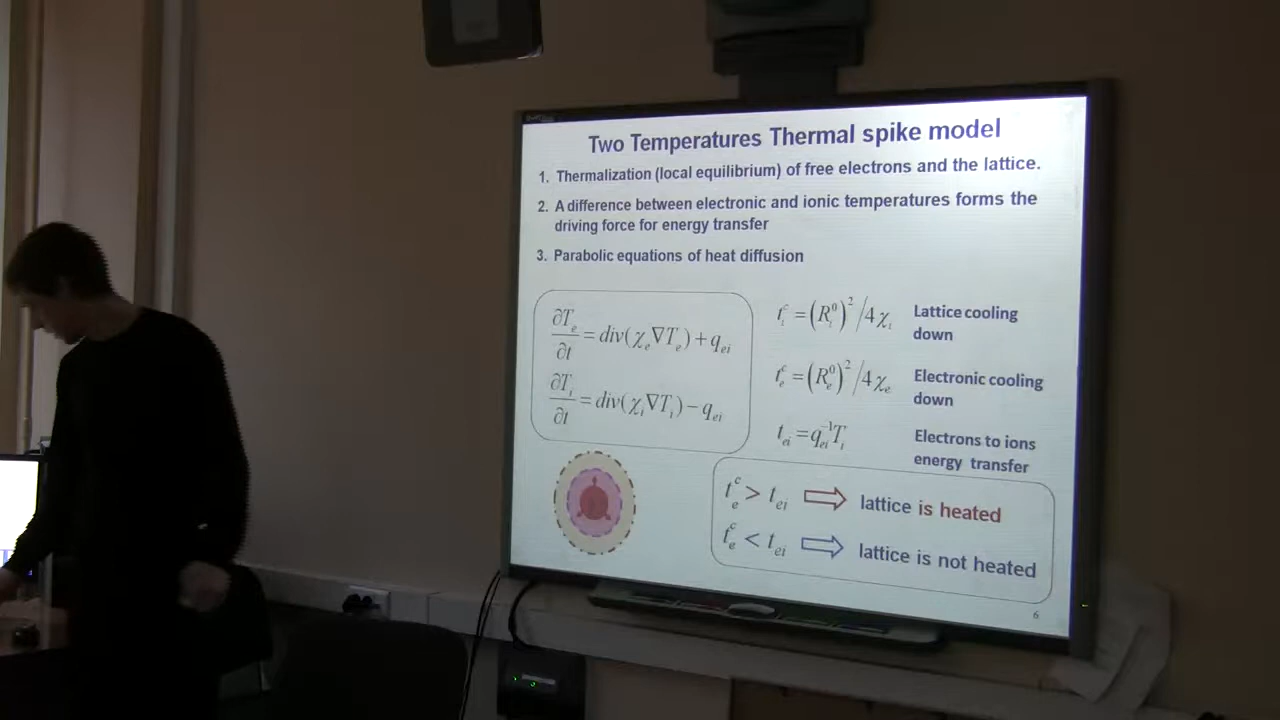 Two Temperatures Thermal spike model
1. Thermalization (local equilibrium) of free electrons and the lattice.
2. A difference between electronic and ionic temperatures forms the
driving force for energy transfer
3. Parabolic equations of heat diffusion
∂T_e/∂t = div(χ_e∇T_e) + q_ei
∂T_i/∂t = div(χ_i∇T_i) − q_ei
t_i^c = (R_i^0)^2/4χ_i Lattice cooling
down
t_e^c = (R_e^0)^2/4χ_e Electronic cooling
down
t_ei = q_ei^-1 T_i Electrons to ions
energy transfer
t_e^c > t_ei ⇨ lattice is heated
t_e^c < t_ei ⇨ lattice is not heated
6